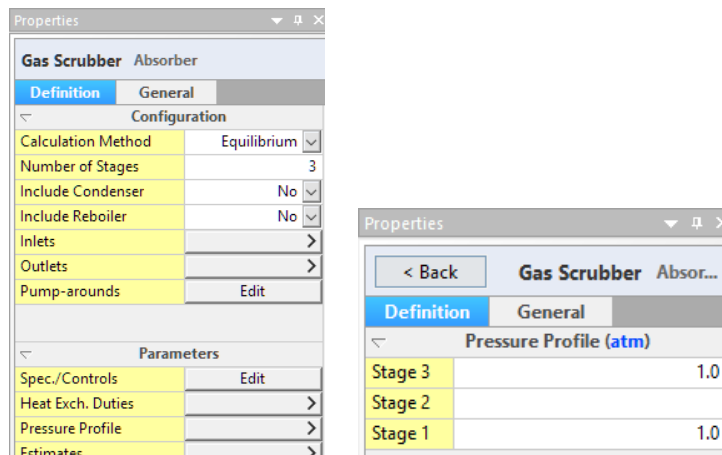 Properties
Gas Scrubber Absorber
Definition General
Configuration
Calculation Method Equilibrium
Number of Stages 3
Include Condenser No
Include Reboiler No
Inlets
Outlets
Pump-arounds Edit
Parameters
Spec./Controls Edit
Heat Exch. Duties
Pressure Profile
Estimates
Properties
< Back Gas Scrubber Absor...
Definition General
Pressure Profile (atm)
Stage 3 1.0
Stage 2
Stage 1 1.0